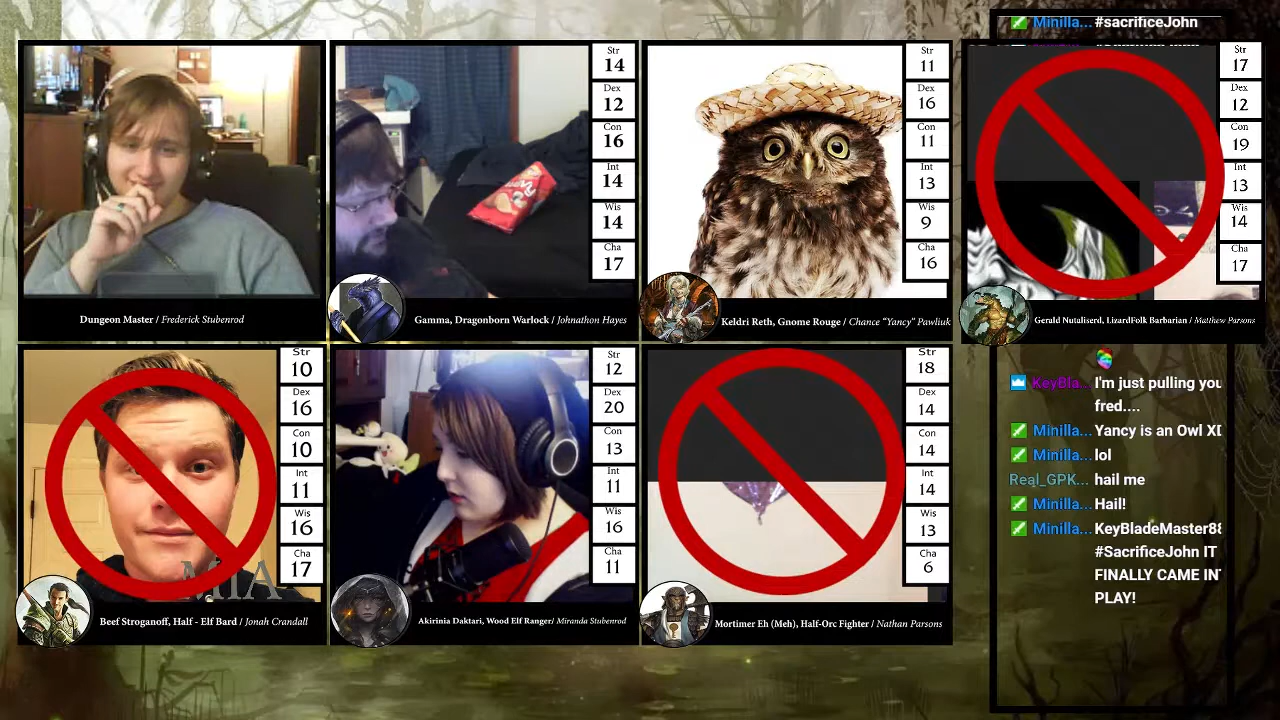 Minilla... #sacrificeJohn
Str
14
Dex
12
Con
16
Int
14
Wis
14
Cha
17
Str
11
Dex
16
Con
11
Int
13
Wis
9
Cha
16
Str
17
Dex
12
Con
19
Int
13
Wis
14
Cha
17
Dungeon Master / Frederick Stubenrod
Gamma, Dragonborn Warlock / Johnathon Hayes
Keldri Reth, Gnome Rouge / Chance "Yancy" Pawliuk
Gerald Nutaliserd, LizardFolk Barbarian / Matthew Parsons
Str
10
Dex
16
Con
10
Int
11
Wis
16
Cha
17
MIA
Str
12
Dex
20
Con
13
Int
11
Wis
16
Cha
11
Str
18
Dex
14
Con
14
Int
14
Wis
13
Cha
6
Beef Stroganoff, Half - Elf Bard / Jonah Crandall
Akirinia Daktari, Wood Elf Ranger/ Miranda Stubenrod
Mortimer Eh (Meh), Half-Orc Fighter / Nathan Parsons
KeyBla... I'm just pulling you
fred....
Minilla... Yancy is an Owl XD
Minilla... lol
Real_GPK... hail me
Minilla... Hail!
Minilla... KeyBladeMaster88
#SacrificeJohn IT
FINALLY CAME INT
PLAY!